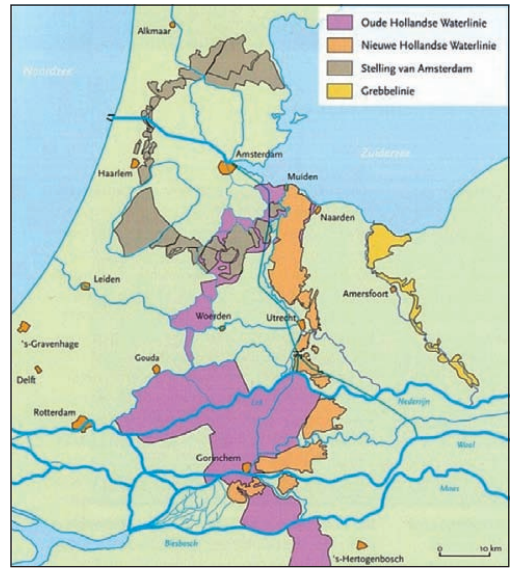 Oude Hollandse Waterlinie
Nieuwe Hollandse Waterlinie
Stelling van Amsterdam
Grebbelinie
Alkmaar
Noordzee
Zuiderzee
Amsterdam
Haarlem
Muiden
Naarden
Leiden
Amersfoort
Woerden
Utrecht
's-Gravenhage
Gouda
Delft
Lek
Nederrijn
Rotterdam
Waal
Gorinchem
Maas
Biesbosch
's-Hertogenbosch
0 10 km